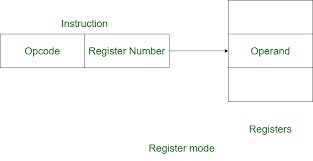 Instruction
Opcode
Register Number
Operand
Registers
Register mode